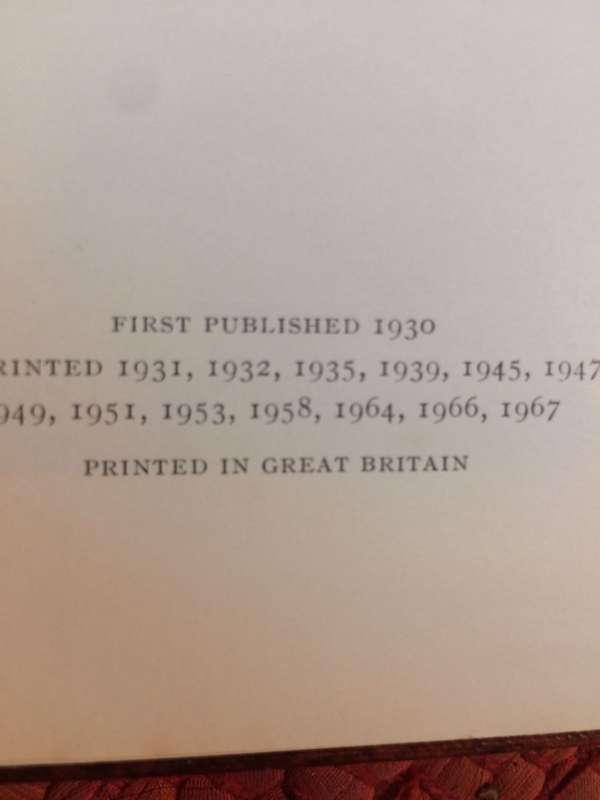 FIRST PUBLISHED 1930
RINTED 1931, 1932, 1935, 1939, 1945, 1947
949, 1951, 1953, 1958, 1964, 1966, 1967
PRINTED IN GREAT BRITAIN